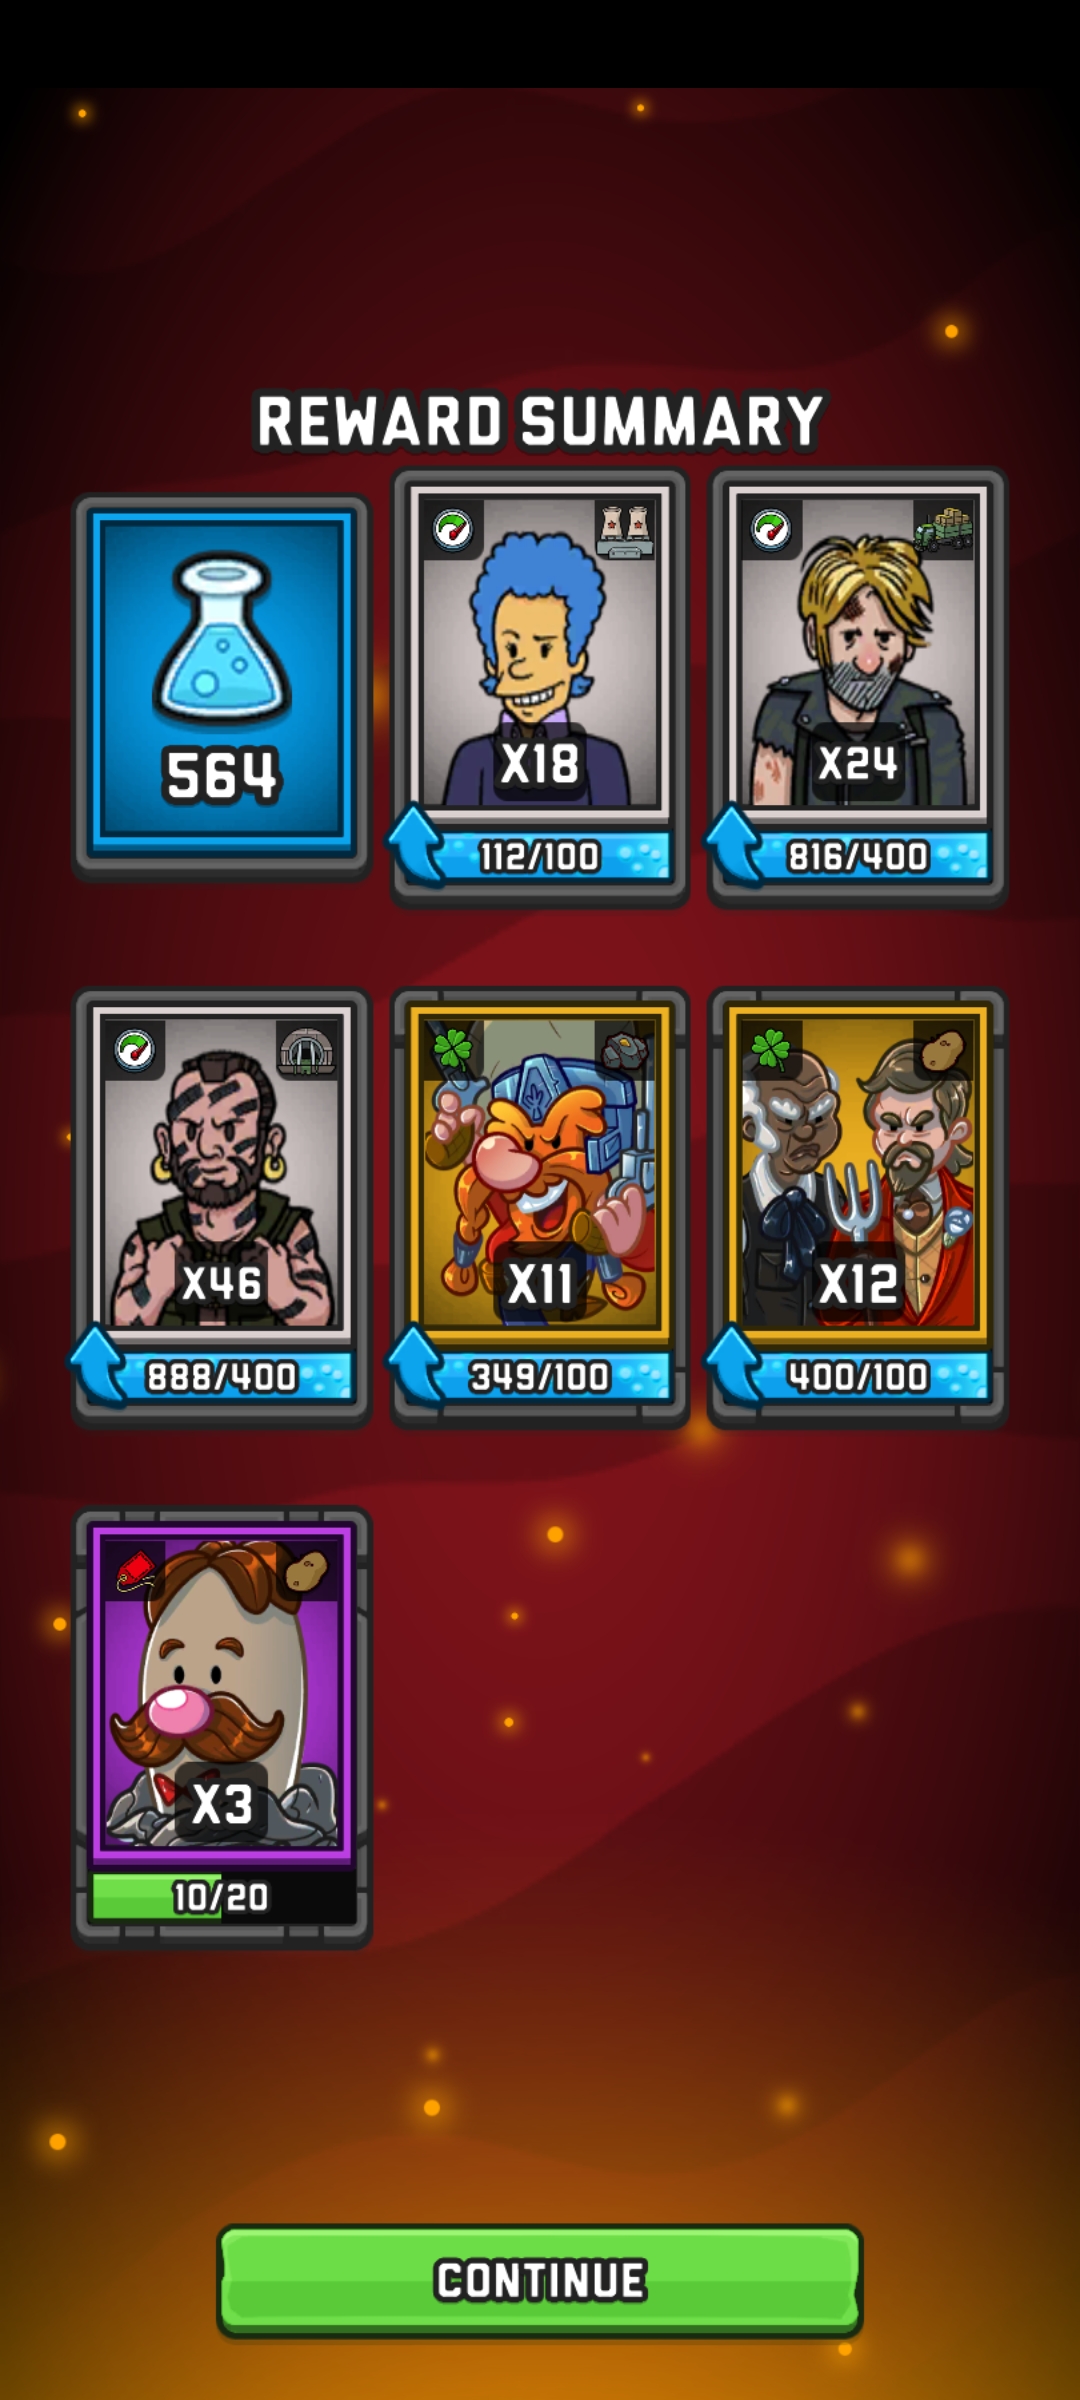 REWARD SUMMARY
564
X18
112/100
X24
816/400
X46
888/400
X11
349/100
X12
400/100
X3
10/20
CONTINUE